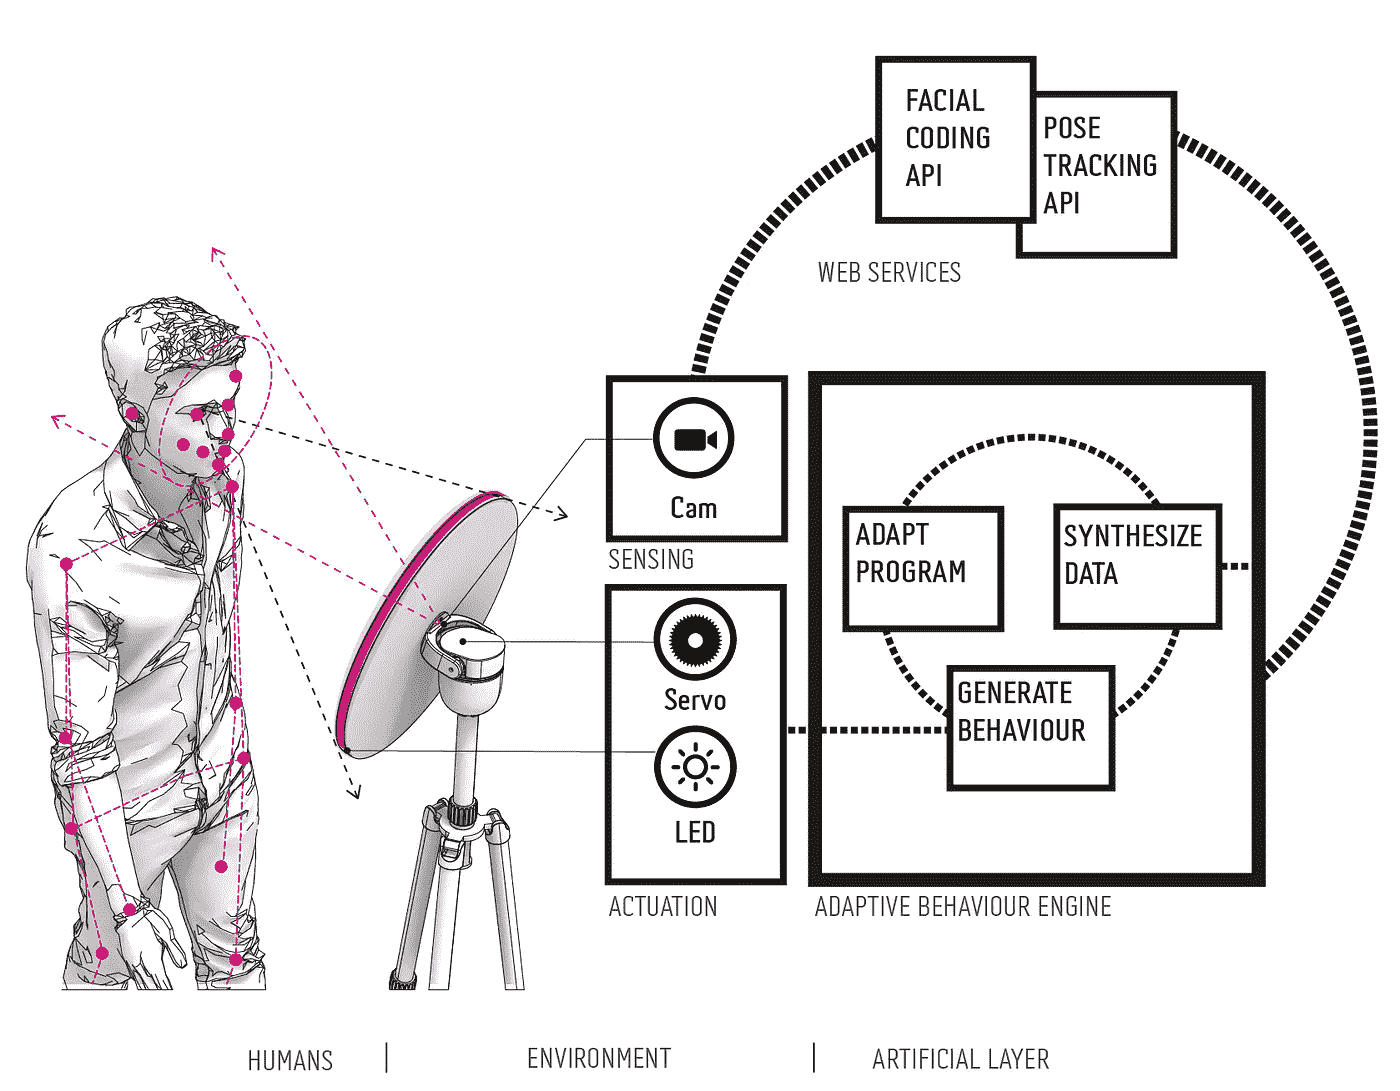 FACIAL
CODING
API
POSE
TRACKING
API
WEB SERVICES
Cam
SENSING
ADAPT
PROGRAM
SYNTHESIZE
DATA
Servo
GENERATE
BEHAVIOUR
LED
ACTUATION
ADAPTIVE BEHAVIOUR ENGINE
HUMANS
ENVIRONMENT
ARTIFICIAL LAYER